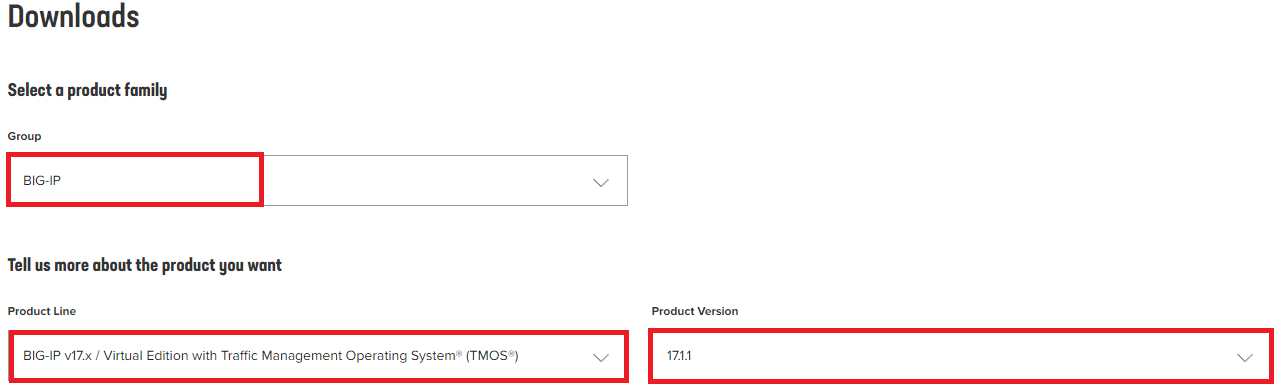 Downloads
Select a product family
Group
BIG-IP
Tell us more about the product you want
Product Line
Product Version
BIG-IP v17.x / Virtual Edition with Traffic Management Operating System® (TMOS®)
17.1.1